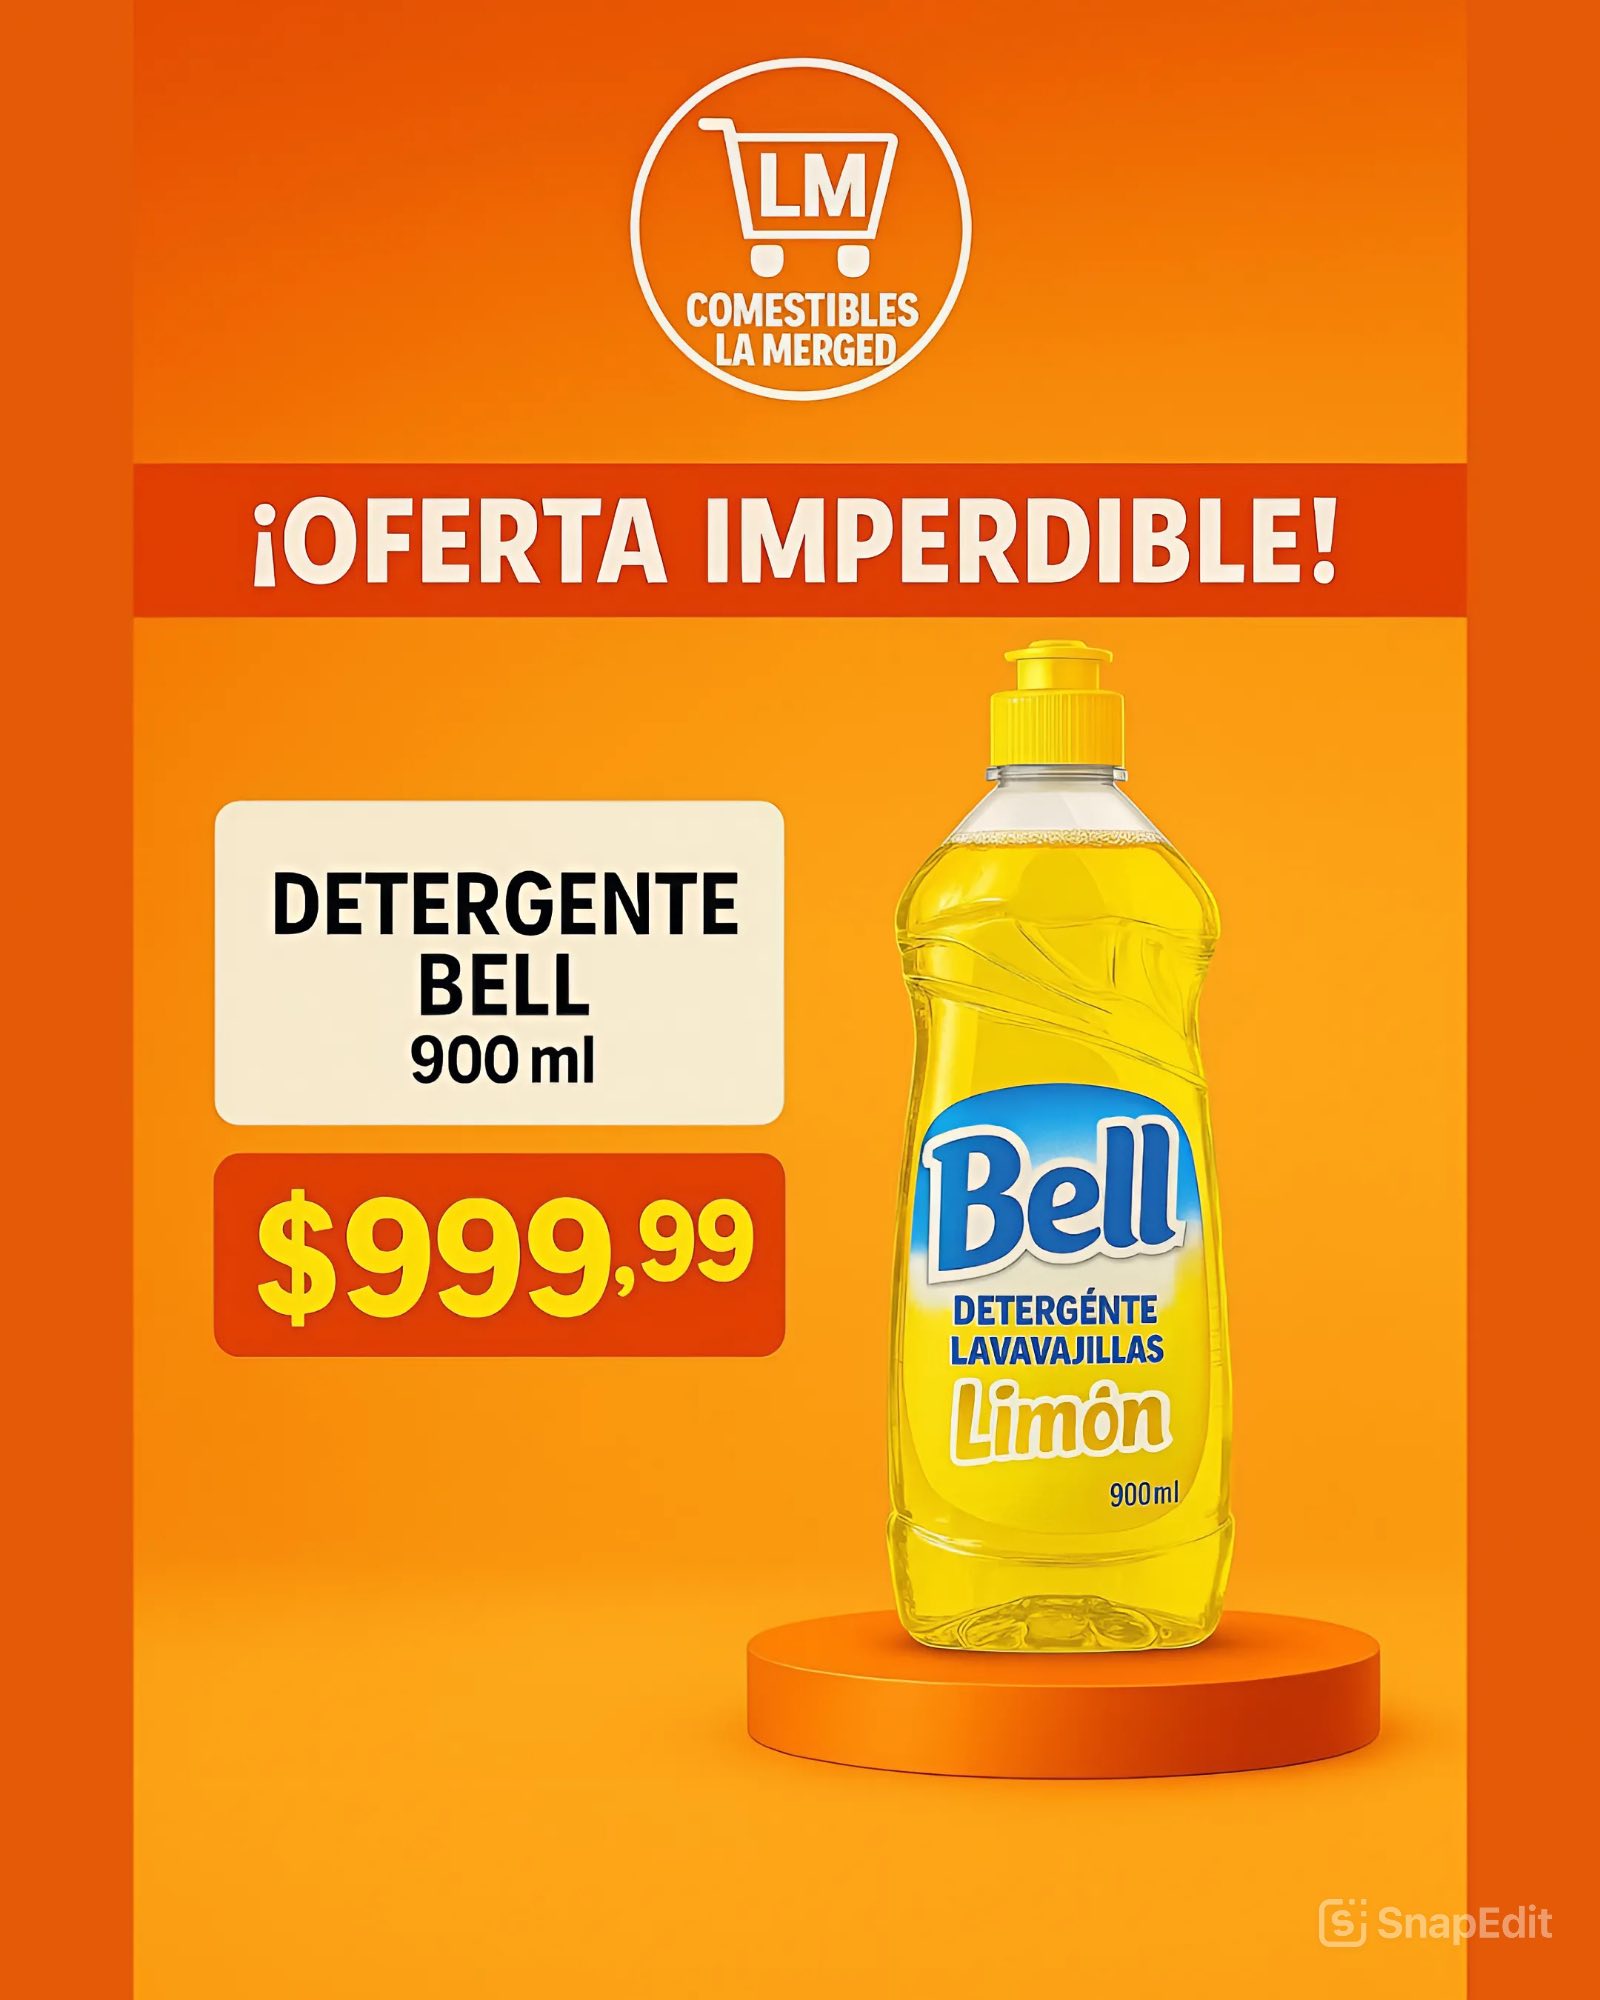 LM
COMESTIBLES
LA MERGED
¡OFERTA IMPERDIBLE!
DETERGENTE
BELL
900 ml
$999,99
Bell
DETERGÉNTE
LAVAVAJILLAS
Limón
900ml
SnapEdit